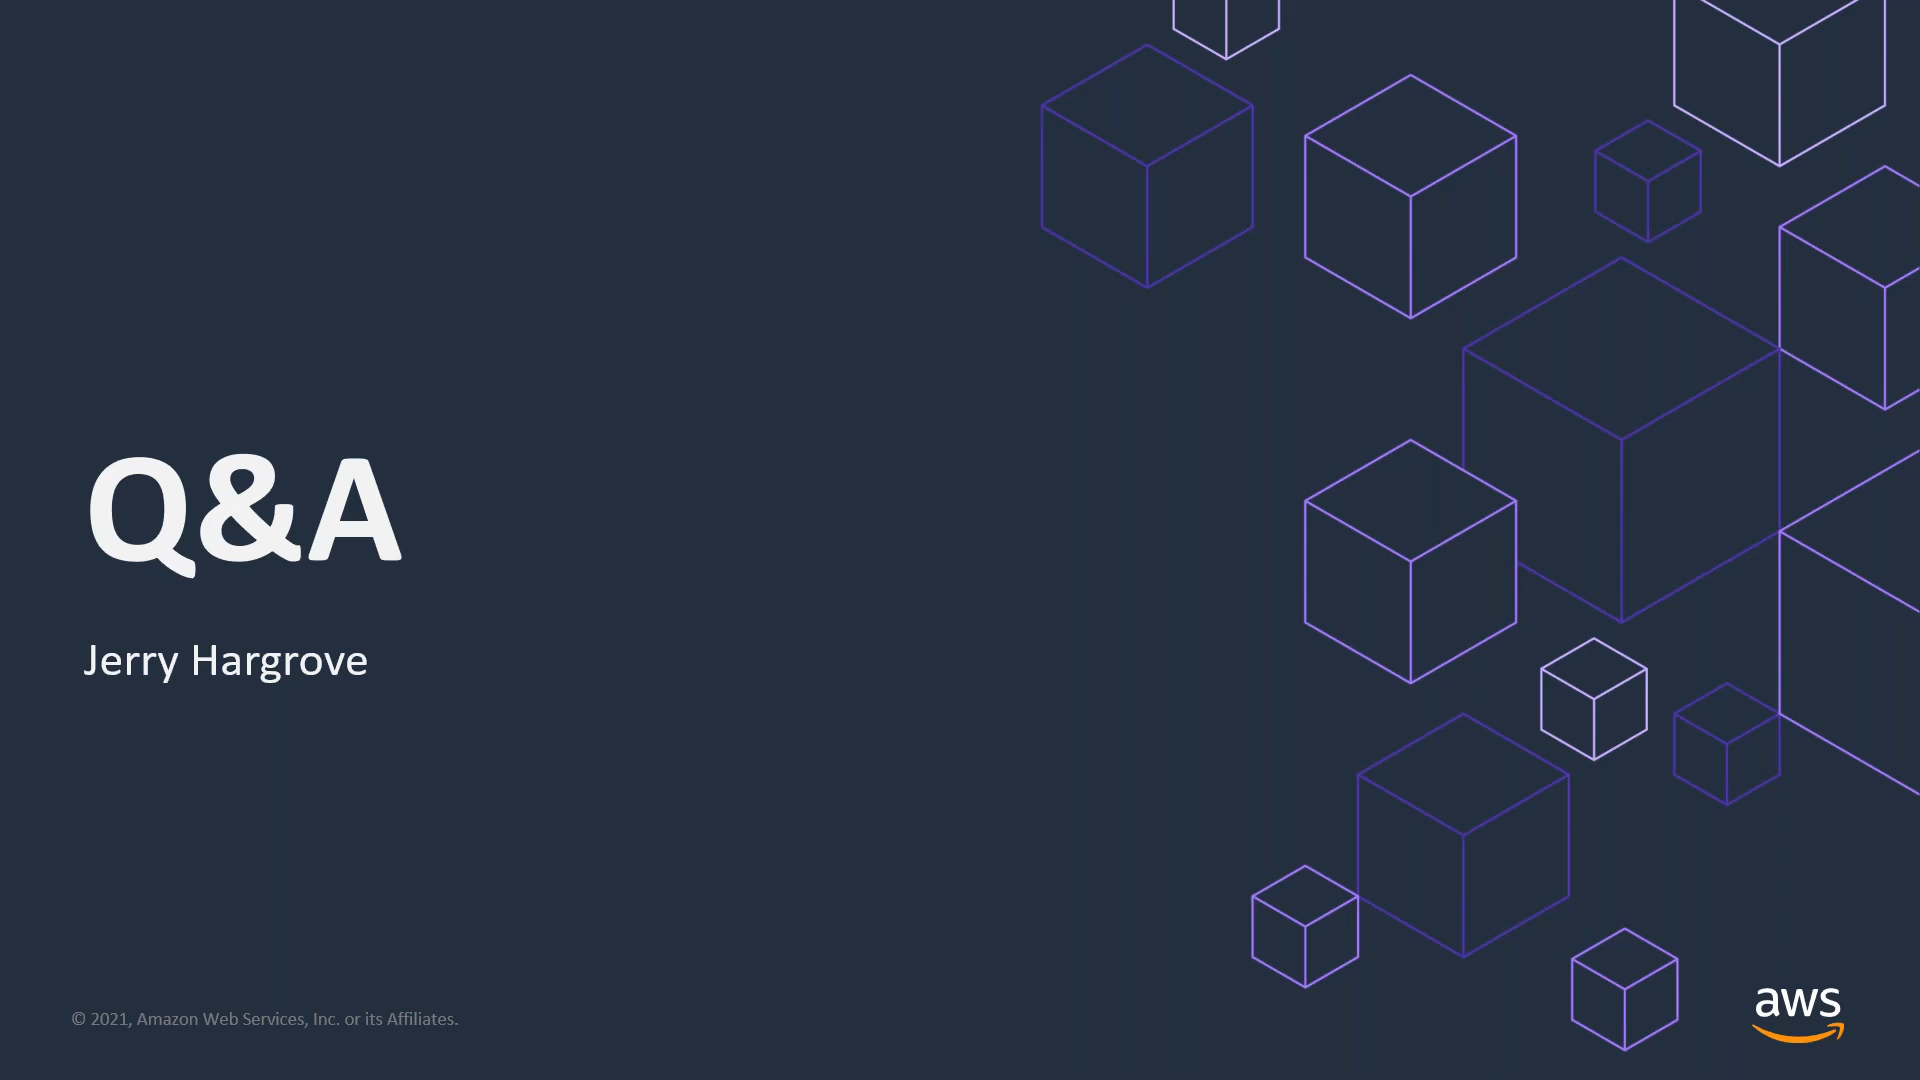 Q&A
Jerry Hargrove
© 2021, Amazon Web Services, Inc. or its Affiliates.
aws